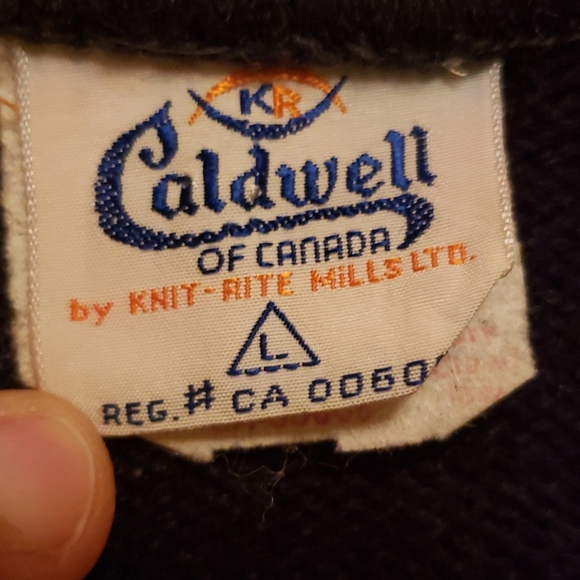 KR
Caldwell
OF CANADA
by KNIT-RITE MILLS LTD.
L
REG. # CA 0060